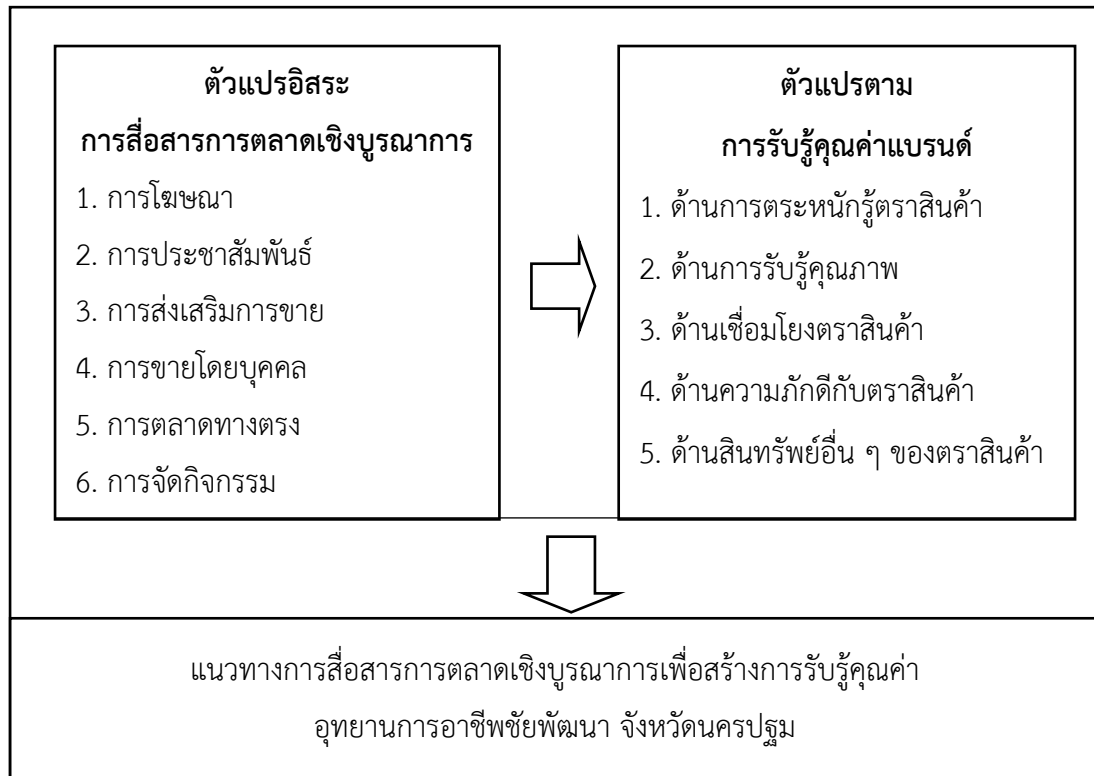 ตัวแปรอิสระ
การสื่อสารการตลาดเชิงบูรณาการ
1. การโฆษณา
2. การประชาสัมพันธ์
3. การส่งเสริมการขาย
4. การขายโดยบุคคล
5. การตลาดทางตรง
6. การจัดกิจกรรม
ตัวแปรตาม
การรับรู้คุณค่าแบรนด์
1. ด้านการตระหนักรู้ตราสินค้า
2. ด้านการรับรู้คุณภาพ
3. ด้านเชื่อมโยงตราสินค้า
4. ด้านความภักดีกับตราสินค้า
5. ด้านสินทรัพย์อื่น ๆ ของตราสินค้า
แนวทางการสื่อสารการตลาดเชิงบูรณาการเพื่อสร้างการรับรู้คุณค่า
อุทยานการอาชีพชัยพัฒนา จังหวัดนครปฐม